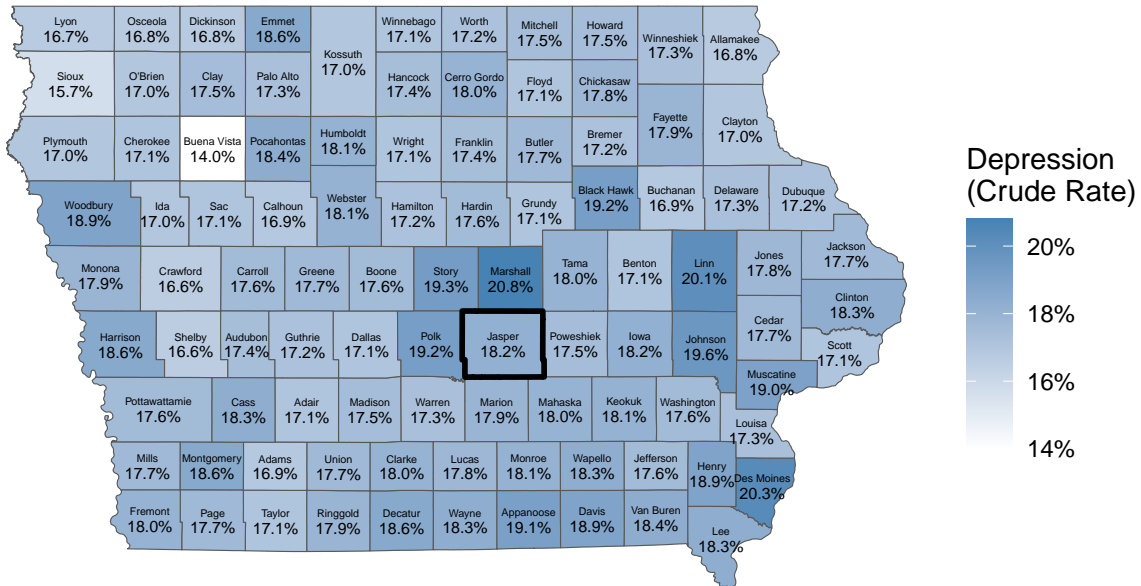 Lyon
16.7%
Osceola
16.8%
Dickinson
16.8%
Emmet
18.6%
Kossuth
17.0%
Winnebago
17.1%
Worth
17.2%
Mitchell
17.5%
Howard
17.5%
Winneshiek
17.3%
Allamakee
16.8%
Sioux
15.7%
O'Brien
17.0%
Clay
17.5%
Palo Alto
17.3%
Hancock
17.4%
Cerro Gordo
18.0%
Floyd
17.1%
Chickasaw
17.8%
Fayette
17.9%
Clayton
17.0%
Plymouth
17.0%
Cherokee
17.1%
Buena Vista
14.0%
Pocahontas
18.4%
Humboldt
18.1%
Wright
17.1%
Franklin
17.4%
Butler
17.7%
Bremer
17.2%
Woodbury
18.9%
Ida
17.0%
Sac
17.1%
Calhoun
16.9%
Webster
18.1%
Hamilton
17.2%
Hardin
17.6%
Grundy
17.1%
Black Hawk
19.2%
Buchanan
16.9%
Delaware
17.3%
Dubuque
17.2%
Monona
17.9%
Crawford
16.6%
Carroll
17.6%
Greene
17.7%
Boone
17.6%
Story
19.3%
Marshall
20.8%
Tama
18.0%
Benton
17.1%
Linn
20.1%
Jones
17.8%
Jackson
17.7%
Clinton
18.3%
Harrison
18.6%
Shelby
16.6%
Audubon
17.4%
Guthrie
17.2%
Dallas
17.1%
Polk
19.2%
Jasper
18.2%
Poweshiek
17.5%
Iowa
18.2%
Johnson
19.6%
Cedar
17.7%
Scott
17.1%
Muscatine
19.0%
Pottawattamie
17.6%
Cass
18.3%
Adair
17.1%
Madison
17.5%
Warren
17.3%
Marion
17.9%
Mahaska
18.0%
Keokuk
18.1%
Washington
17.6%
Louisa
17.3%
Mills
17.7%
Montgomery
18.6%
Adams
16.9%
Union
17.7%
Clarke
18.0%
Lucas
17.8%
Monroe
18.1%
Wapello
18.3%
Jefferson
17.6%
Henry
18.9%
Des Moines
20.3%
Fremont
18.0%
Page
17.7%
Taylor
17.1%
Ringgold
17.9%
Decatur
18.6%
Wayne
18.3%
Appanoose
19.1%
Davis
18.9%
Van Buren
18.4%
Lee
18.3%
Depression
(Crude Rate)
20%
18%
16%
14%